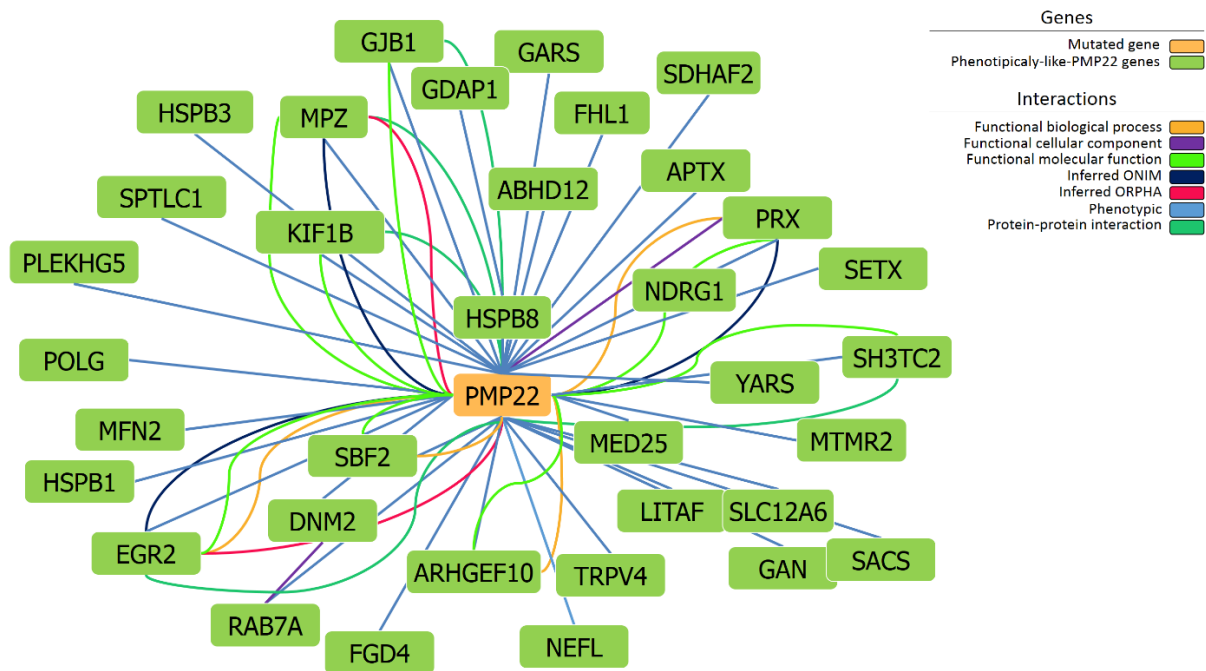 GJB1
GARS
SDHAF2
GDAP1
HSPB3
MPZ
FHL1
APTX
ABHD12
SPTLC1
PRX
KIF1B
PLEKHG5
SETX
NDRG1
HSPB8
POLG
SH3TC2
YARS
PMP22
MFN2
MED25
MTMR2
SBF2
HSPB1
LITAF
SLC12A6
DNM2
EGR2
SACS
GAN
ARHGEF10
TRPV4
RAB7A
FGD4
NEFL
Genes
Mutated gene
Phenotipicaly-like-PMP22 genes
Interactions
Functional biological process
Functional cellular component
Functional molecular function
Inferred ONIM
Inferred ORPHA
Phenotypic
Protein-protein interaction